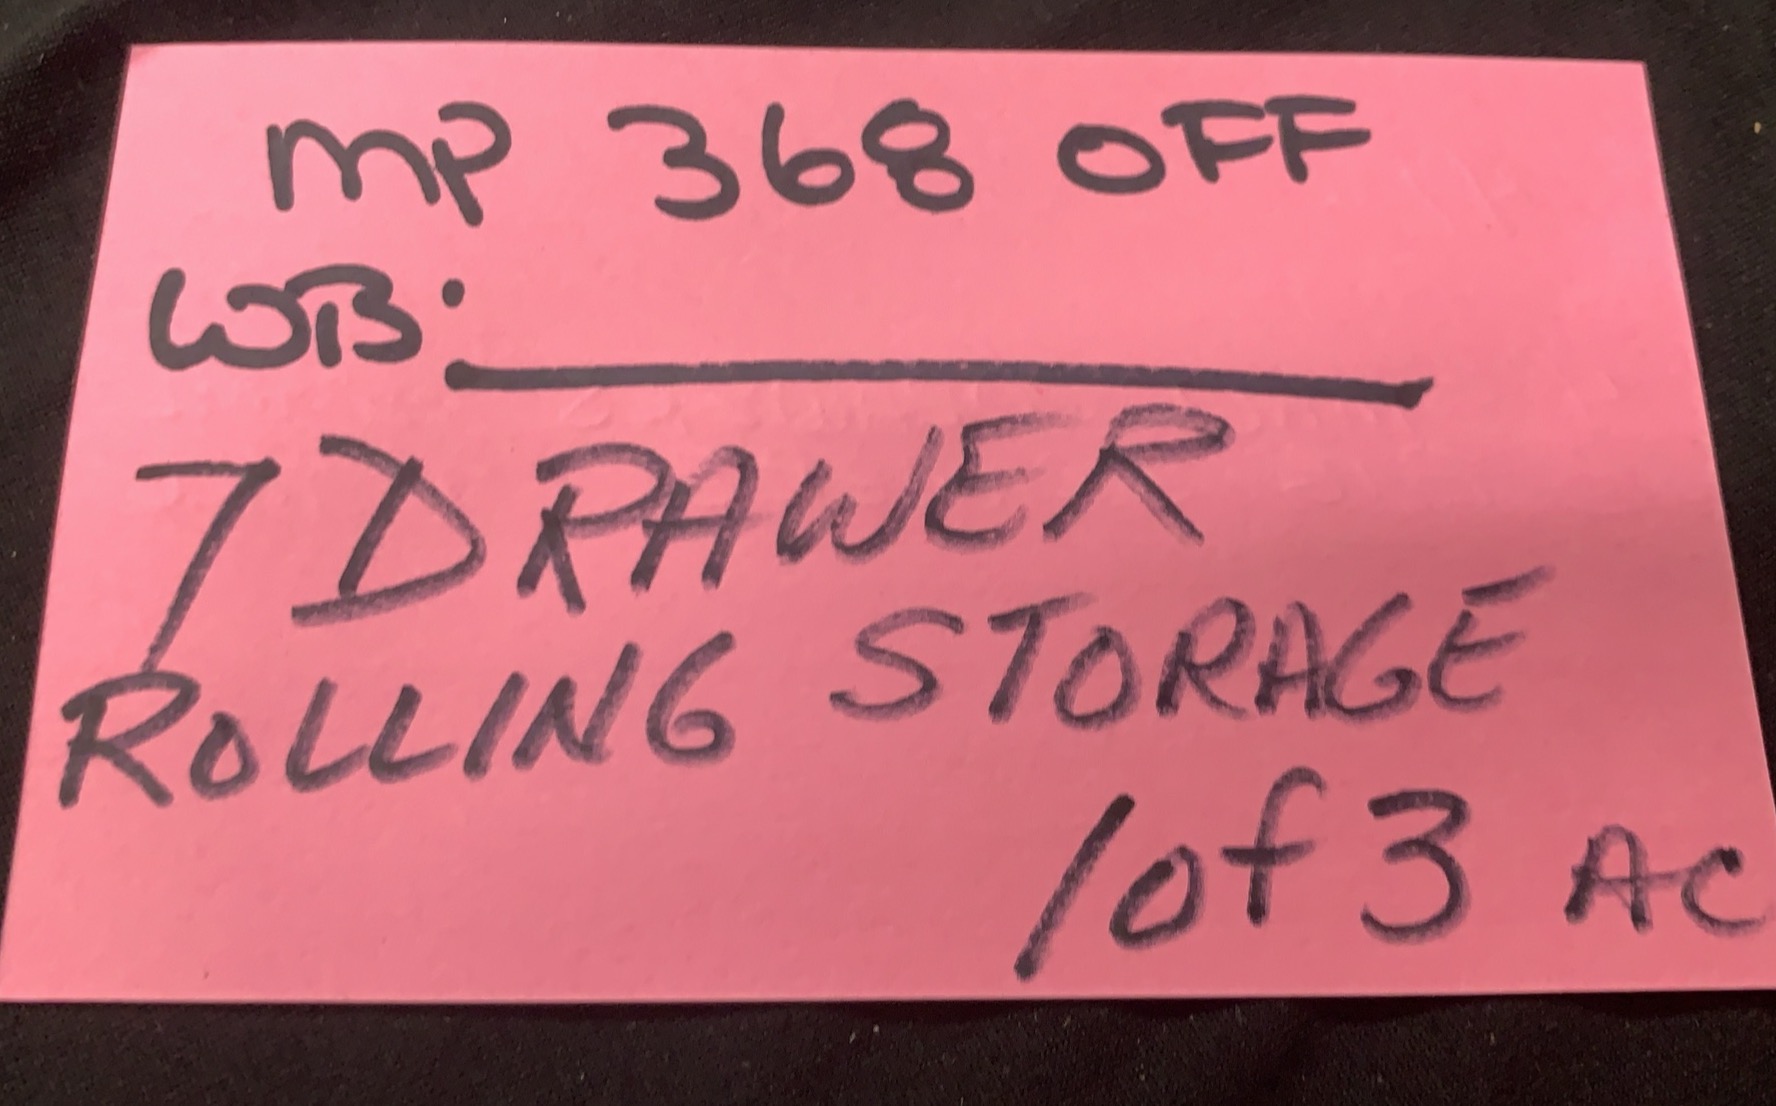 MP 368 OFF
WB:
7 DRAWER
ROLLING STORAGE
1 of 3 AC